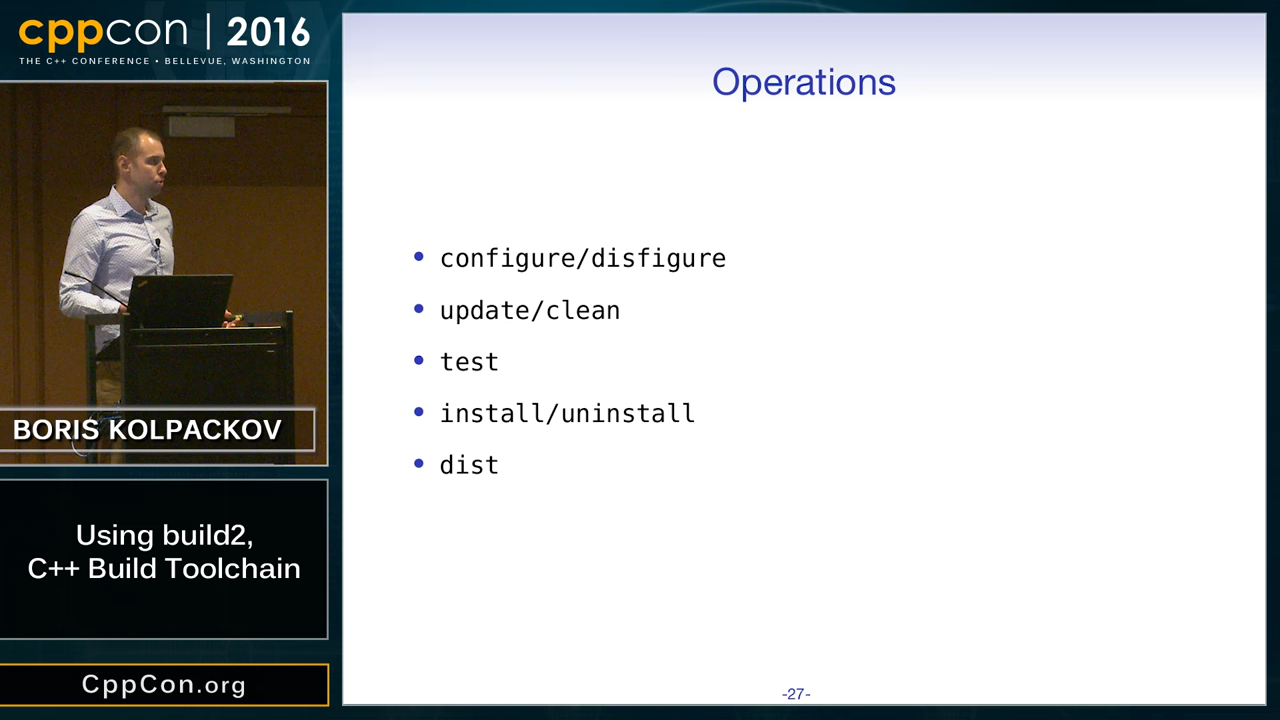 cppcon | 2016
THE C++ CONFERENCE • BELLEVUE, WASHINGTON
BORIS KOLPACKOV
Using build2,
C++ Build Toolchain
CppCon.org
Operations
• configure/disfigure
• update/clean
• test
• install/uninstall
• dist
-27-